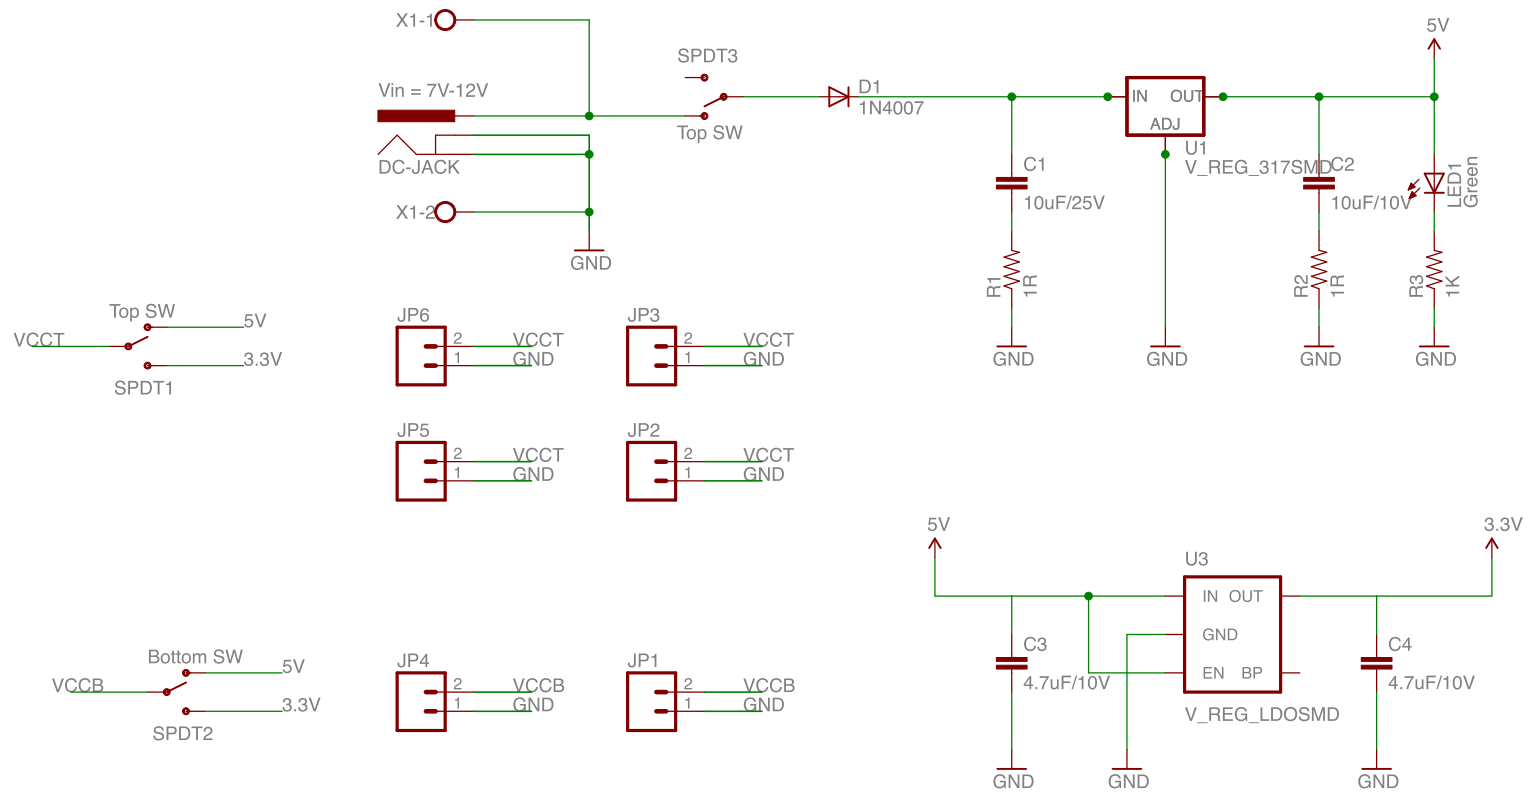 X1-1
Vin = 7V-12V
DC-JACK
X1-2
GND
SPDT3
Top SW
D1
1N4007
C1
10uF/25V
R1
1R
GND
IN
OUT
ADJ
U1
V_REG_317SMD
GND
C2
10uF/10V
R2
1R
GND
5V
LED1
Green
R3
1K
GND
Top SW
VCCT
5V
3.3V
SPDT1
JP6
2
VCCT
1
GND
JP3
2
VCCT
1
GND
JP5
2
VCCT
1
GND
JP2
2
VCCT
1
GND
Bottom SW
VCCB
5V
3.3V
SPDT2
JP4
2
VCCB
1
GND
JP1
2
VCCB
1
GND
5V
C3
4.7uF/10V
GND
GND
U3
IN
OUT
GND
EN
BP
V_REG_LDOSMD
3.3V
C4
4.7uF/10V
GND